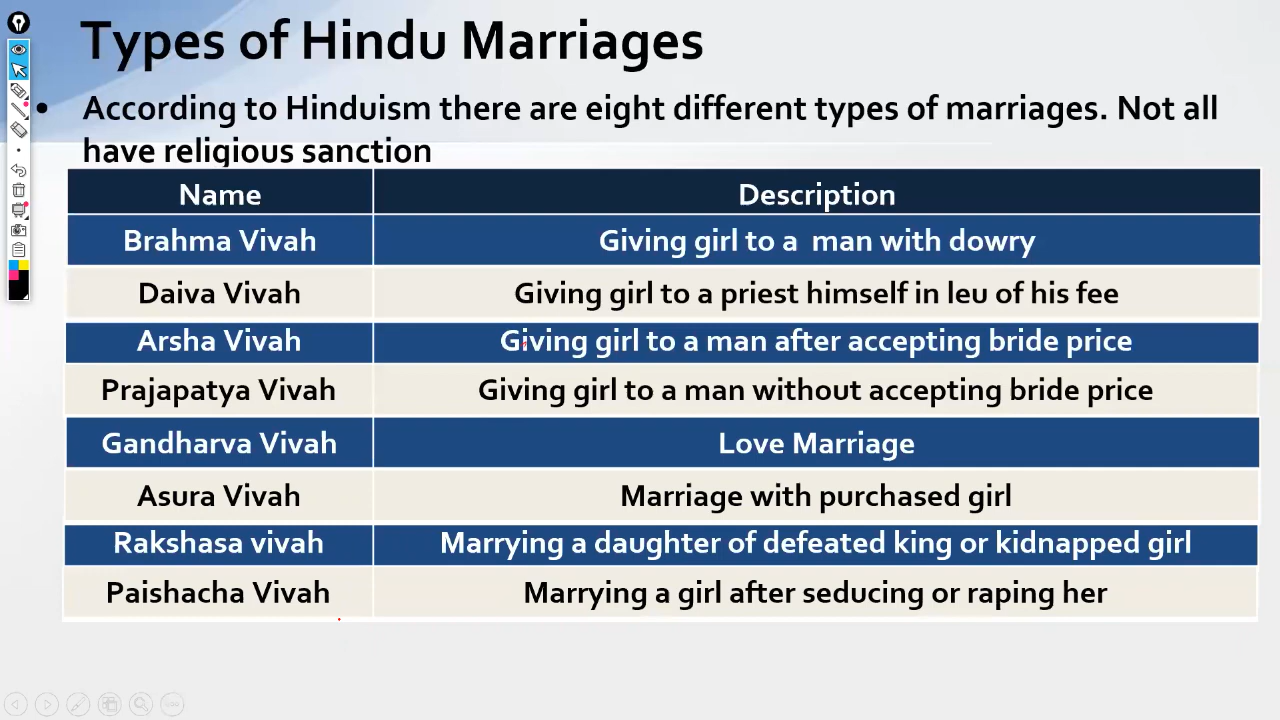 Types of Hindu Marriages
• According to Hinduism there are eight different types of marriages. Not all
have religious sanction
Name Description
Brahma Vivah Giving girl to a man with dowry
Daiva Vivah Giving girl to a priest himself in leu of his fee
Arsha Vivah Giving girl to a man after accepting bride price
Prajapatya Vivah Giving girl to a man without accepting bride price
Gandharva Vivah Love Marriage
Asura Vivah Marriage with purchased girl
Rakshasa vivah Marrying a daughter of defeated king or kidnapped girl
Paishacha Vivah Marrying a girl after seducing or raping her